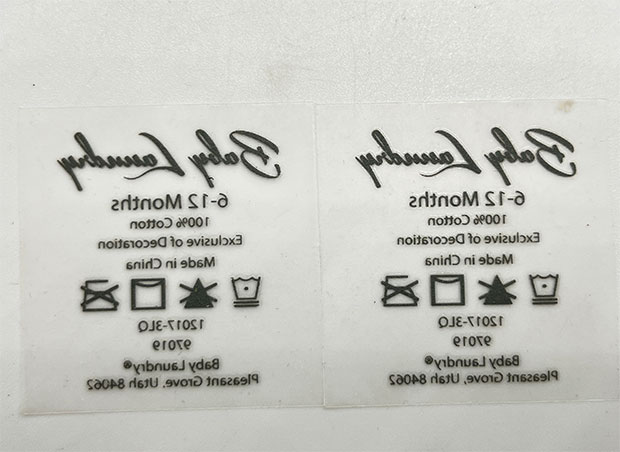 Baby Laundry
6-12 Months
100% Cotton
Exclusive of Decoration
Made in China
12017-3LQ
97019
Baby Laundry®
Pleasant Grove, Utah 84062
Baby Laundry
6-12 Months
100% Cotton
Exclusive of Decoration
Made in China
12017-3LQ
97019
Baby Laundry®
Pleasant Grove, Utah 84062